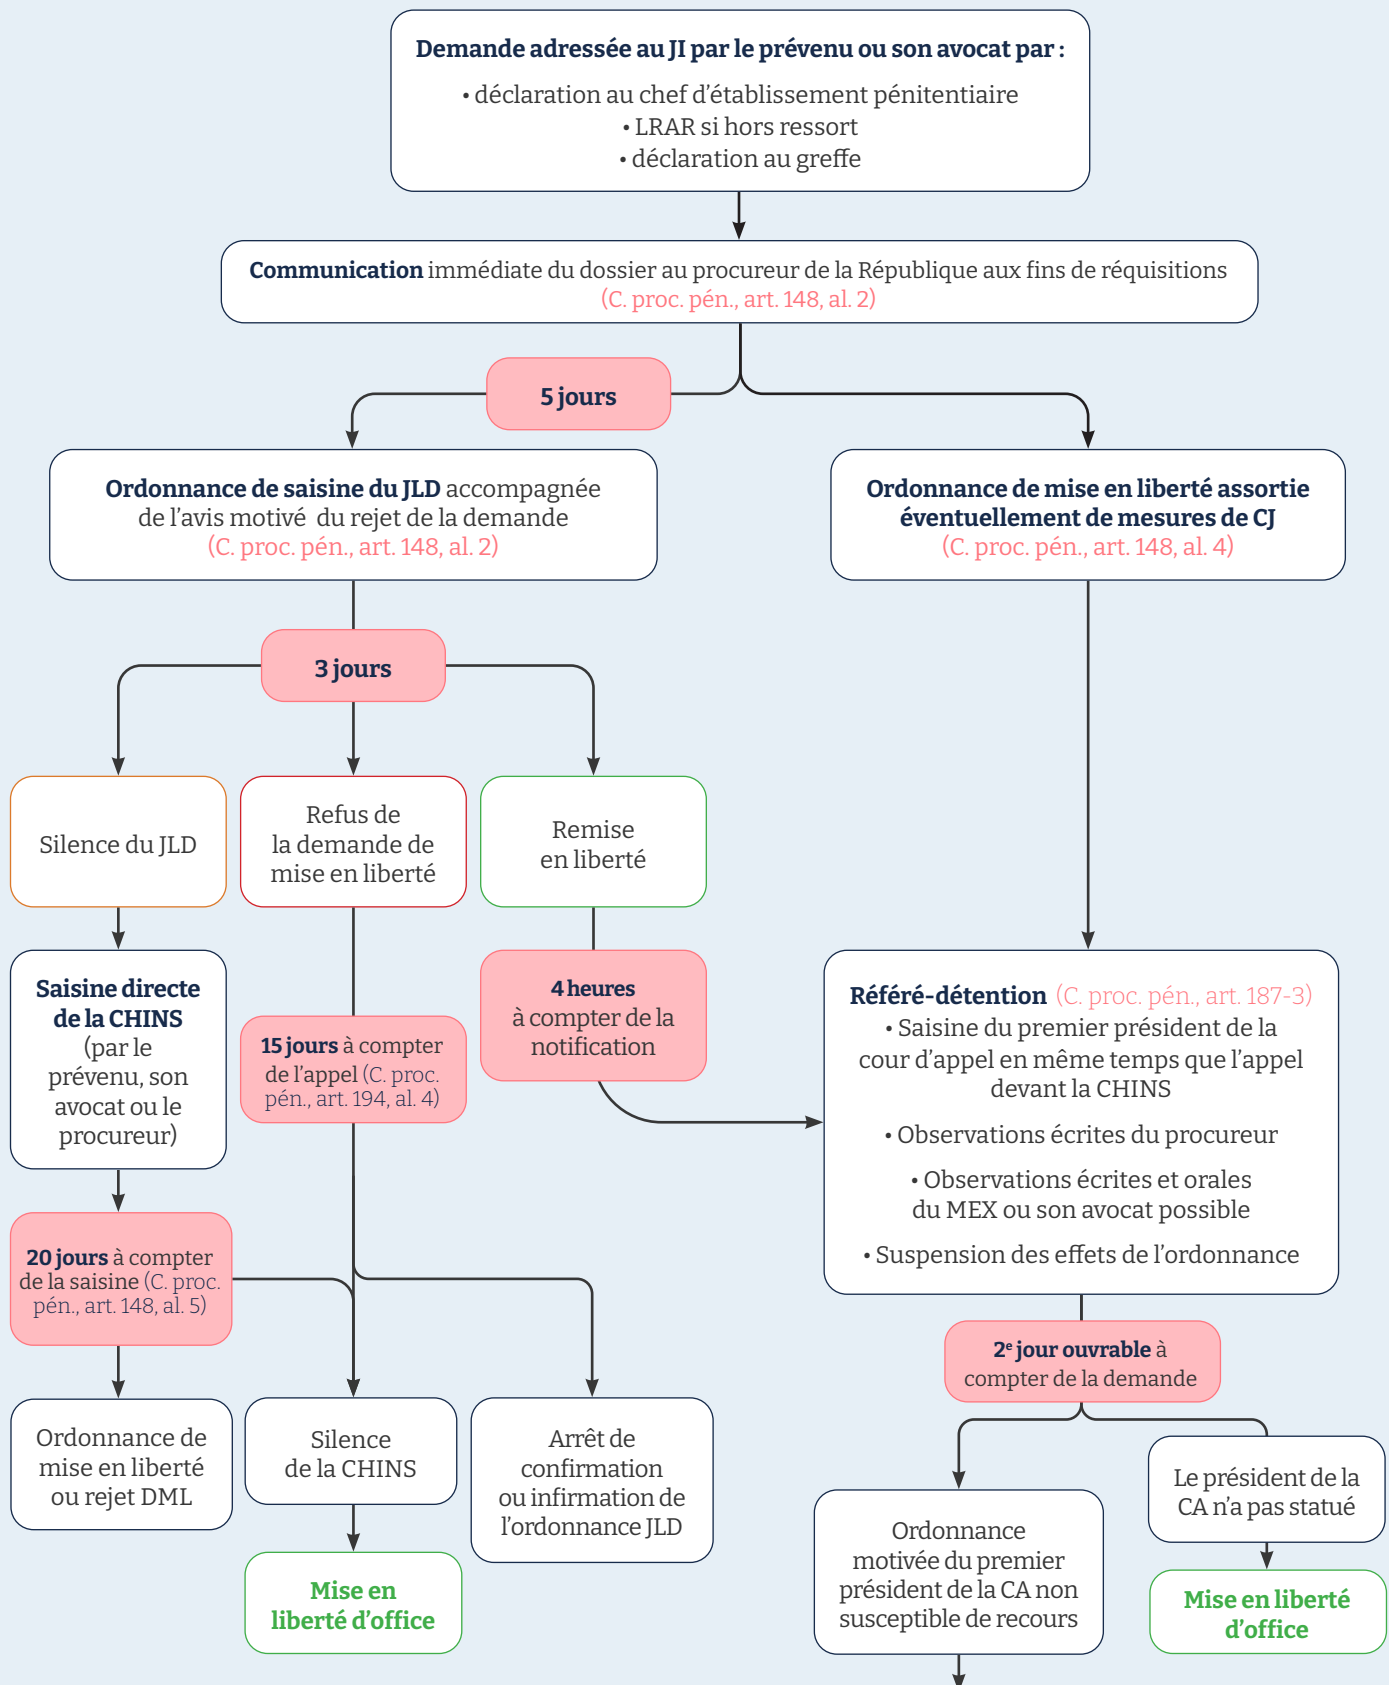 Demande adressée au JI par le prévenu ou son avocat par :
• déclaration au chef d’établissement pénitentiaire
• LRAR si hors ressort
• déclaration au greffe
Communication immédiate du dossier au procureur de la République aux fins de réquisitions
(C. proc. pén., art. 148, al. 2)
5 jours
Ordonnance de saisine du JLD accompagnée
de l’avis motivé du rejet de la demande
(C. proc. pén., art. 148, al. 2)
Ordonnance de mise en liberté assortie
éventuellement de mesures de CJ
(C. proc. pén., art. 148, al. 4)
3 jours
Silence du JLD
Refus de
la demande de
mise en liberté
Remise
en liberté
Saisine directe
de la CHINS
(par le
prévenu, son
avocat ou le
procureur)
15 jours à compter
de l’appel (C. proc.
pén., art. 194, al. 4)
4 heures
à compter de la
notification
Référé-détention (C. proc. pén., art. 187-3)
• Saisine du premier président de la
cour d’appel en même temps que l’appel
devant la CHINS
• Observations écrites du procureur
• Observations écrites et orales
du MEX ou son avocat possible
• Suspension des effets de l’ordonnance
20 jours à compter
de la saisine (C. proc.
pén., art. 148, al. 5)
2e jour ouvrable à
compter de la demande
Ordonnance de
mise en liberté
ou rejet DML
Silence
de la CHINS
Arrêt de
confirmation
ou infirmation de
l’ordonnance JLD
Ordonnance
motivée du premier
président de la CA non
susceptible de recours
Le président de la
CA n’a pas statué
Mise en
liberté d’office
Mise en liberté
d’office